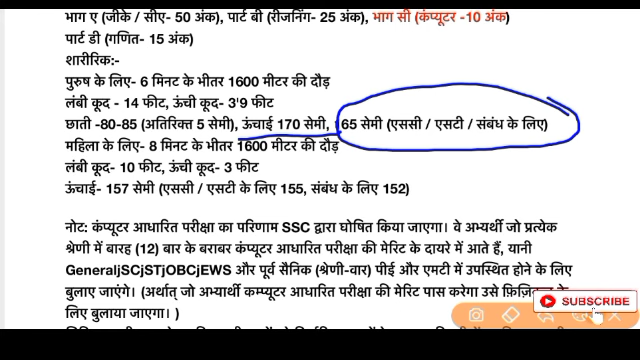 भाग ए (जीके / सीए- 50 अंक), पार्ट बी (रीजनिंग- 25 अंक), भाग सी (कंप्यूटर -10 अंक)
पार्ट डी (गणित- 15 अंक)
शारीरिक:-
पुरुष के लिए- 6 मिनट के भीतर 1600 मीटर की दौड़
लंबी कूद - 14 फीट, ऊंची कूद- 3'9 फीट
छाती -80-85 (अतिरिक्त 5 सेमी), ऊंचाई 170 सेमी, 65 सेमी (एससी / एसटी / संबंध के लिए)
महिला के लिए- 8 मिनट के भीतर 1600 मीटर की दौड़
लंबी कूद- 10 फीट, ऊंची कूद- 3 फीट
ऊंचाई- 157 सेमी (एससी / एसटी के लिए 155, संबंध के लिए 152)
नोट: कंप्यूटर आधारित परीक्षा का परिणाम SSC द्वारा घोषित किया जाएगा। वे अभ्यर्थी जो प्रत्येक
श्रेणी में बारह (12) बार के बराबर कंप्यूटर आधारित परीक्षा की मेरिट के दायरे में आते हैं, यानी
GeneraljSCjSTjOBCjEWS और पूर्व सैनिक (श्रेणी-वार) पीईं और एमटी में उपस्थित होने के लिए
बुलाए जाएंगे। (अर्थात् जो अभ्यर्थी कम्प्यूटर आधारित परीक्षा की मेरिट पास करेगा उसे
लिए बुलाया जाएगा। )
SUBSCRIBE